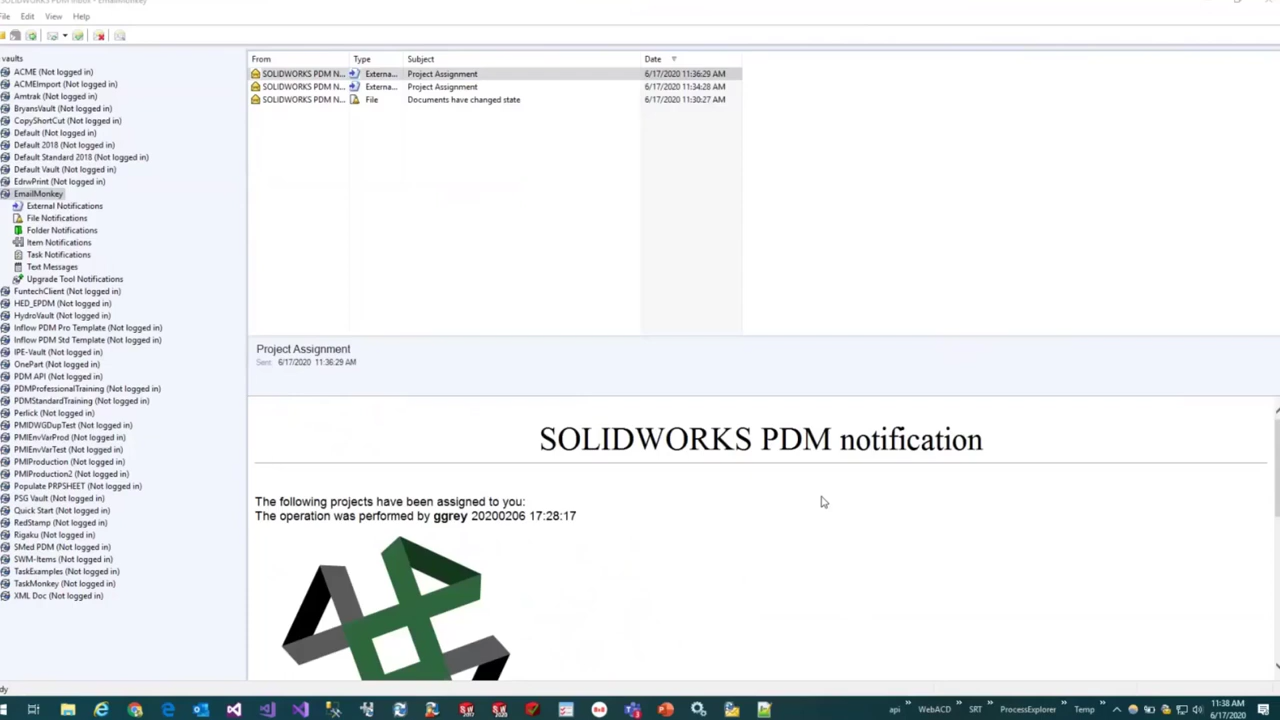 SOLIDWORKS PDM Inbox - EmailMonkey
File Edit View Help
vaults
ACME (Not logged in)
ACMEImport (Not logged in)
Amtrak (Not logged in)
BryansVault (Not logged in)
CopyShortCut (Not logged in)
Default (Not logged in)
Default 2018 (Not logged in)
Default Standard 2018 (Not logged in)
Default Vault (Not logged in)
EdrwPrint (Not logged in)
EmailMonkey
External Notifications
File Notifications
Folder Notifications
Item Notifications
Task Notifications
Text Messages
Upgrade Tool Notifications
FuntechClient (Not logged in)
HED_EPDM (Not logged in)
HydroVault (Not logged in)
Inflow PDM Pro Template (Not logged in)
Inflow PDM Std Template (Not logged in)
IPE-Vault (Not logged in)
OnePart (Not logged in)
PDM API (Not logged in)
PDMProfessionalTraining (Not logged in)
PDMStandardTraining (Not logged in)
Perlick (Not logged in)
PMIDWGDupTest (Not logged in)
PMIEnvVarProd (Not logged in)
PMIEnvVarTest (Not logged in)
PMIProduction (Not logged in)
PMIProduction2 (Not logged in)
Populate PRPSHEET (Not logged in)
PSG Vault (Not logged in)
Quick Start (Not logged in)
RedStamp (Not logged in)
Rigaku (Not logged in)
SMed PDM (Not logged in)
SWM-Items (Not logged in)
TaskExamples (Not logged in)
TaskMonkey (Not logged in)
XML Doc (Not logged in)
From Type Subject Date
SOLIDWORKS PDM N... Externa... Project Assignment 6/17/2020 11:36:29 AM
SOLIDWORKS PDM N... Externa... Project Assignment 6/17/2020 11:34:28 AM
SOLIDWORKS PDM N... File Documents have changed state 6/17/2020 11:30:27 AM
Project Assignment
Sent: 6/17/2020 11:36:29 AM
SOLIDWORKS PDM notification
The following projects have been assigned to you:
The operation was performed by ggrey 20200206 17:28:17
dy
api » WebACD » SRT » ProcessExplorer » Temp »
11:38 AM
6/17/2020